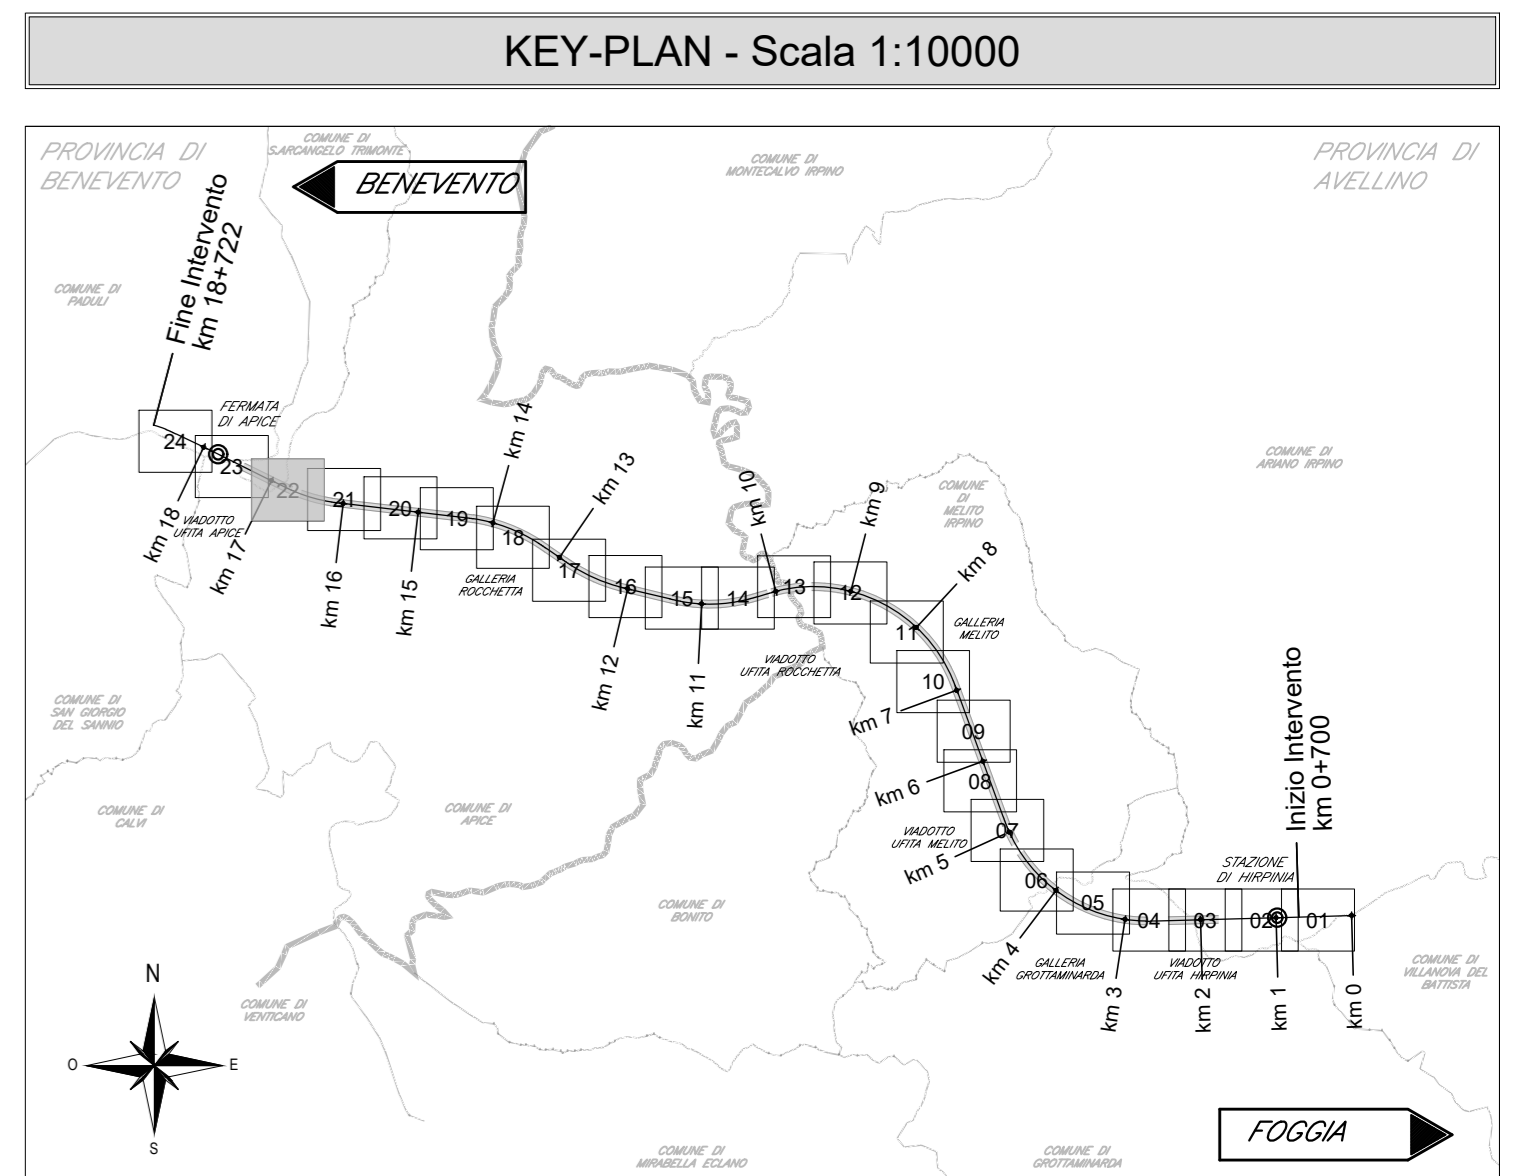 KEY-PLAN - Scala 1:10000
PROVINCIA DI
BENEVENTO
COMUNE DI
S.ARCANGELO TRIMONTE
BENEVENTO
COMUNE DI
MONTECALVO IRPINO
PROVINCIA DI
AVELLINO
Fine Intervento
km 18+722
COMUNE DI
PADULI
FERMATA
DI APICE
24
23
22
21
20
19
18
17
16
15
14
13
12
11
10
09
08
07
06
05
04
03
02
01
km 18
km 17
km 16
km 15
km 14
km 13
km 12
km 11
km 10
km 9
km 8
km 7
km 6
km 5
km 4
km 3
km 2
km 1
km 0
VIADOTTO
UFITA APICE
GALLERIA
ROCCHETTA
VIADOTTO
UFITA ROCCHETTA
COMUNE
DI
MELITO
IRPINO
COMUNE DI
ARIANO IRPINO
GALLERIA
MELITO
Inizio Intervento
km 0+700
COMUNE DI
SAN GIORGIO
DEL SANNIO
COMUNE DI
CALVI
COMUNE DI
APICE
VIADOTTO
UFITA MELITO
STAZIONE
DI HIRPINIA
COMUNE DI
BONITO
GALLERIA
GROTTAMINARDA
VIADOTTO
UFITA HIRPINIA
COMUNE DI
VILLANOVA DEL
BATTISTA
COMUNE DI
VENTICANO
N
O
E
S
FOGGIA
COMUNE DI
MIRABELLA ECLANO
COMUNE DI
GROTTAMINARDA